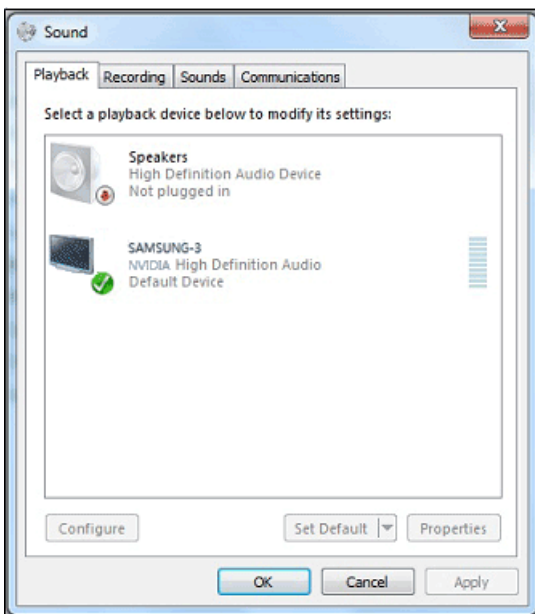 Sound
Playback Recording Sounds Communications
Select a playback device below to modify its settings:
Speakers
High Definition Audio Device
Not plugged in
SAMSUNG-3
NVIDIA High Definition Audio
Default Device
Configure Set Default Properties
OK Cancel Apply